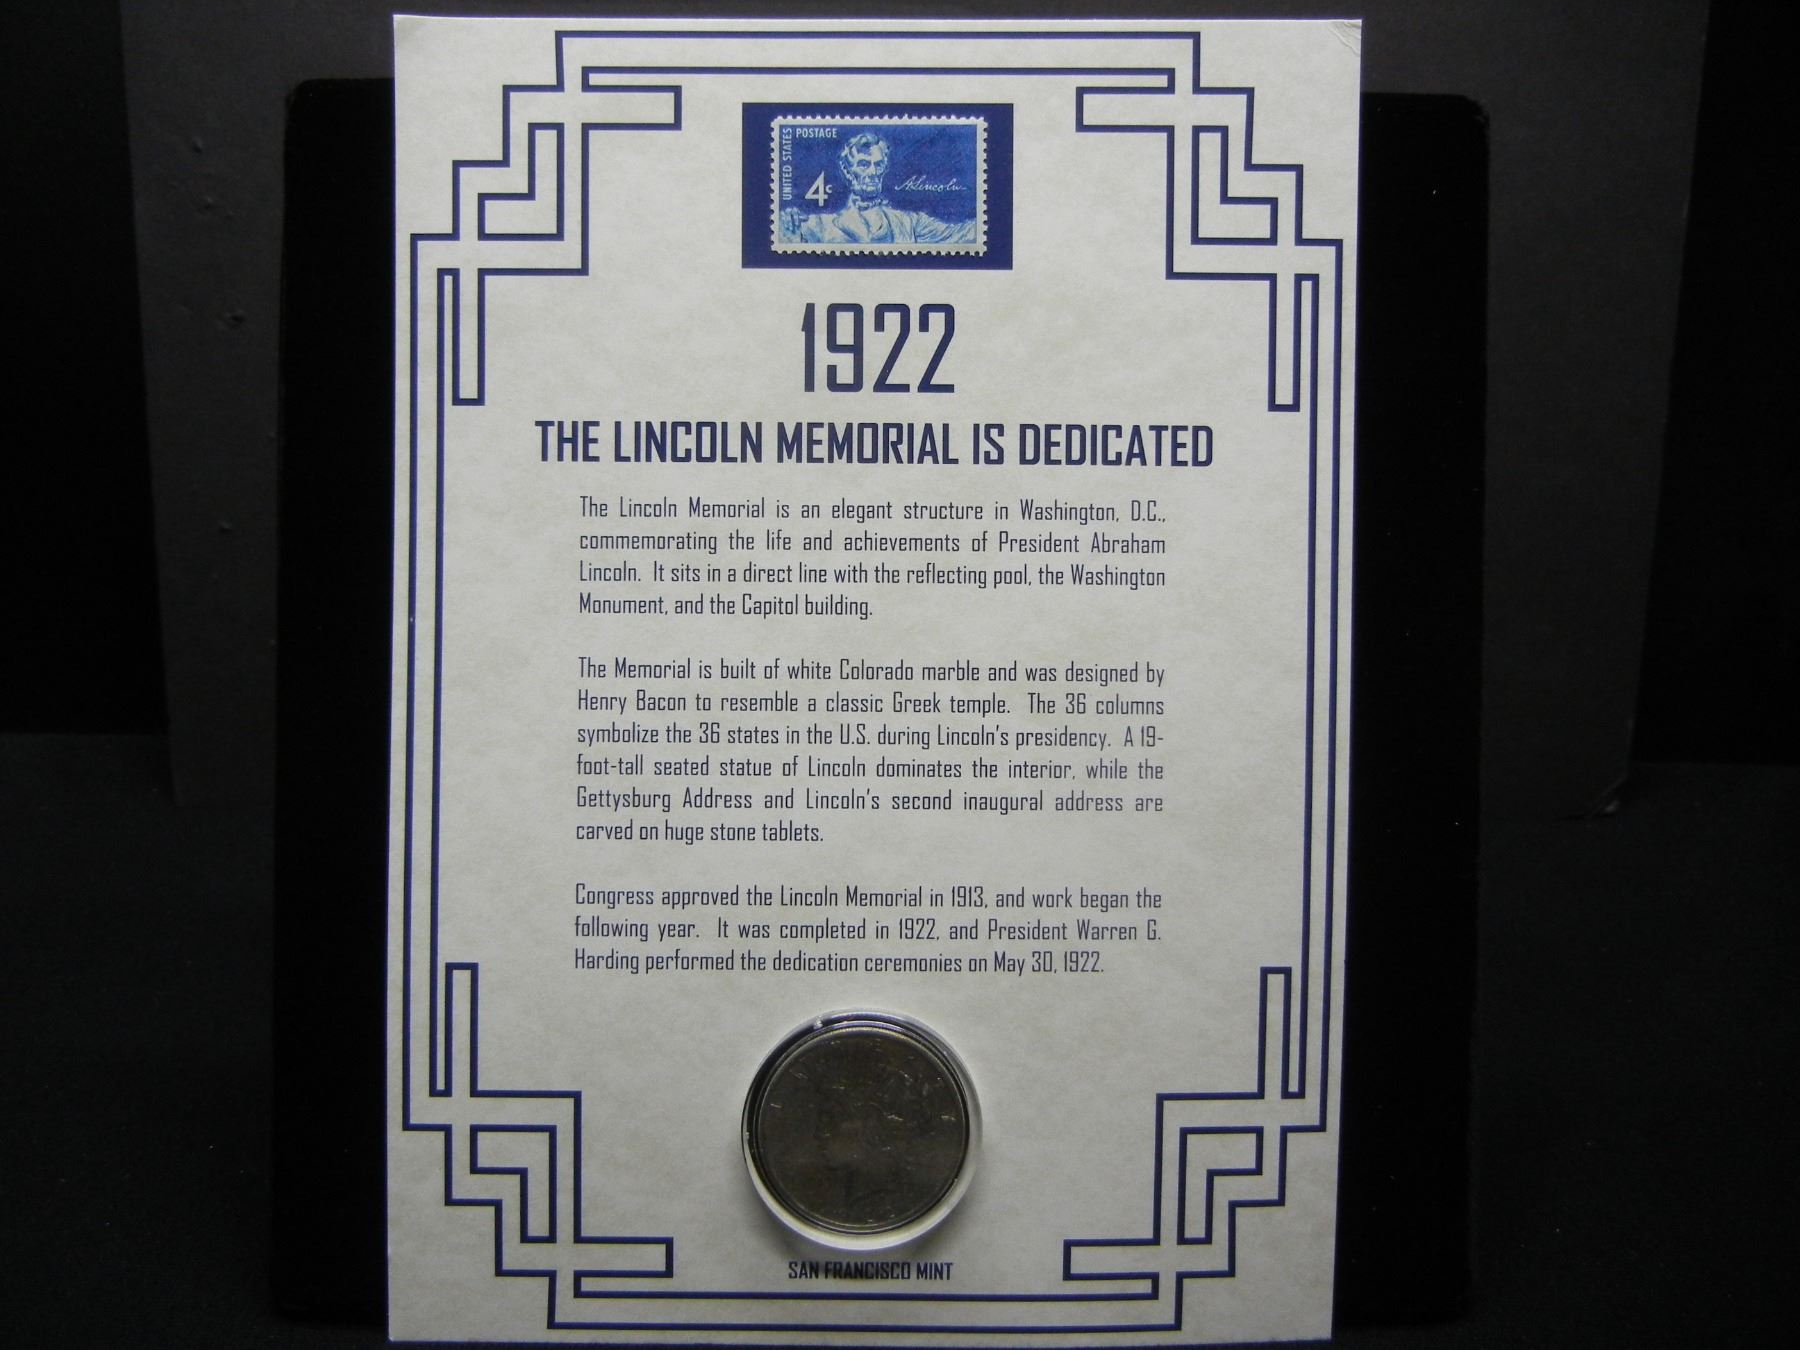 UNITED STATES
POSTAGE
4c
A. Lincoln
1922
THE LINCOLN MEMORIAL IS DEDICATED
The Lincoln Memorial is an elegant structure in Washington, D.C.,
commemorating the life and achievements of President Abraham
Lincoln. It sits in a direct line with the reflecting pool, the Washington
Monument, and the Capitol building.
The Memorial is built of white Colorado marble and was designed by
Henry Bacon to resemble a classic Greek temple. The 36 columns
symbolize the 36 states in the U.S. during Lincoln's presidency. A 19-
foot-tall seated statue of Lincoln dominates the interior, while the
Gettysburg Address and Lincoln's second inaugural address are
carved on huge stone tablets.
Congress approved the Lincoln Memorial in 1913, and work began the
following year. It was completed in 1922, and President Warren G.
Harding performed the dedication ceremonies on May 30, 1922.
SAN FRANCISCO MINT